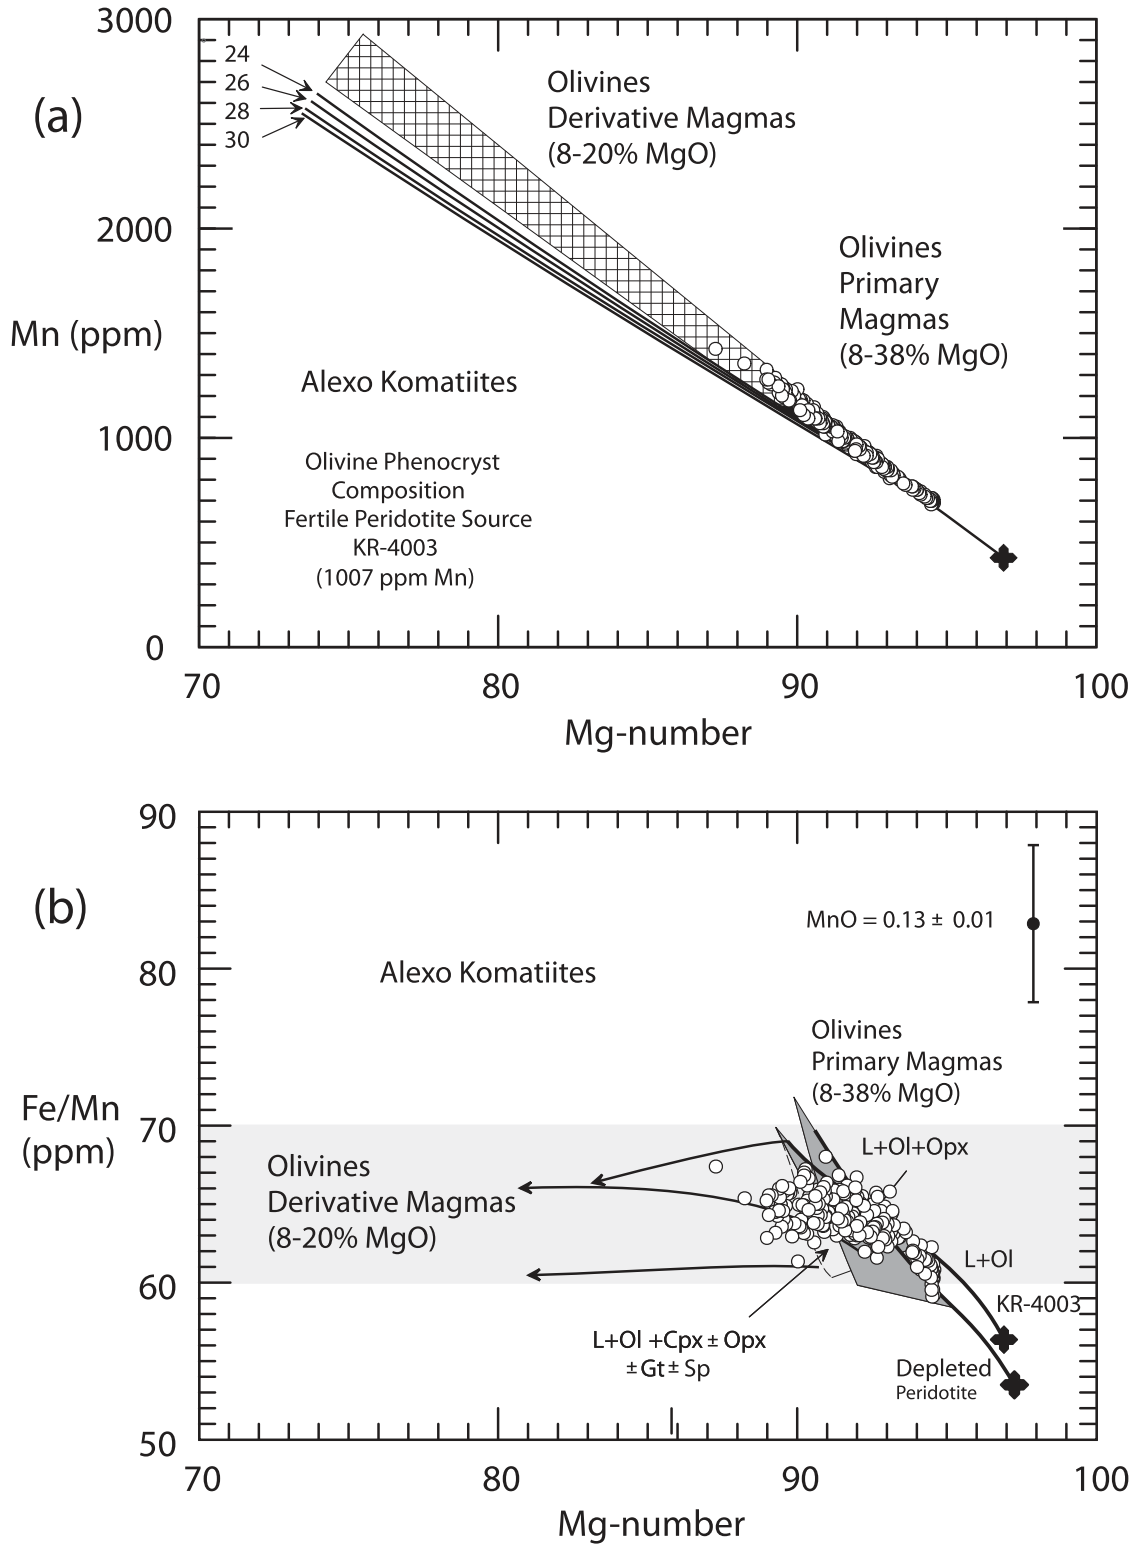 3000
24
26
28
30
(a)
Olivines
Derivative Magmas
(8-20% MgO)
2000
Olivines
Primary
Magmas
(8-38% MgO)
Mn (ppm)
Alexo Komatiites
1000
Olivine Phenocryst
Composition
Fertile Peridotite Source
KR-4003
(1007 ppm Mn)
0
70 80 90 100
Mg-number
90
(b)
MnO = 0.13 ± 0.01
80
Alexo Komatiites
Olivines
Primary Magmas
(8-38% MgO)
Fe/Mn
(ppm)
70
L+Ol+Opx
Olivines
Derivative Magmas
(8-20% MgO)
60
L+Ol
KR-4003
L+Ol +Cpx ± Opx
± Gt ± Sp
Depleted
Peridotite
50
70 80 90 100
Mg-number